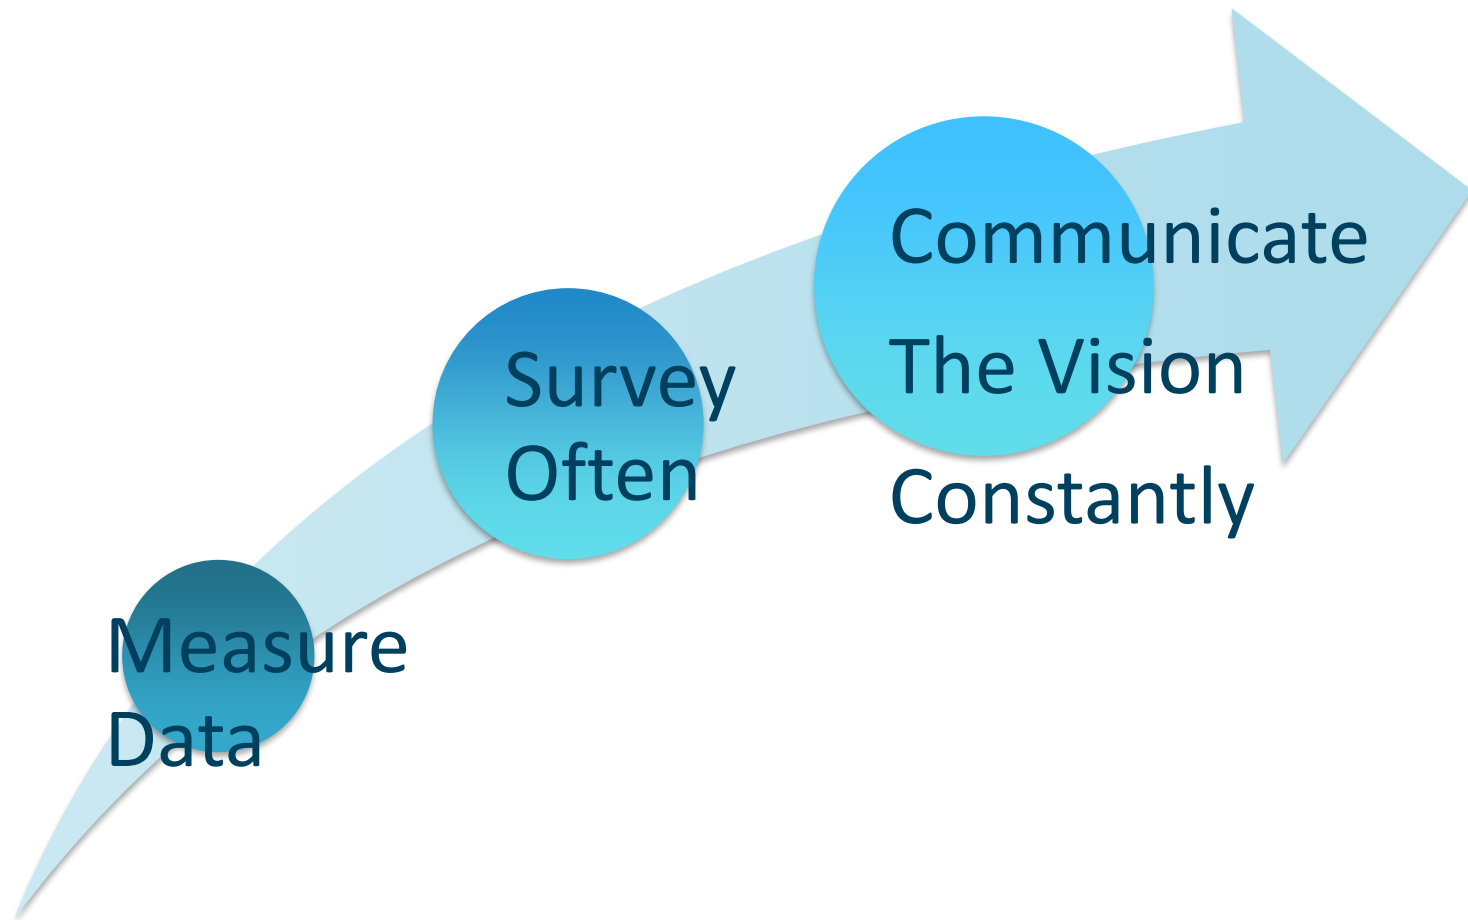 Measure
Data
Survey
Often
Communicate
The Vision
Constantly